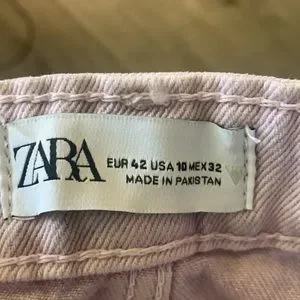 ZARA
EUR 42 USA 10 MEX 32
MADE IN PAKISTAN